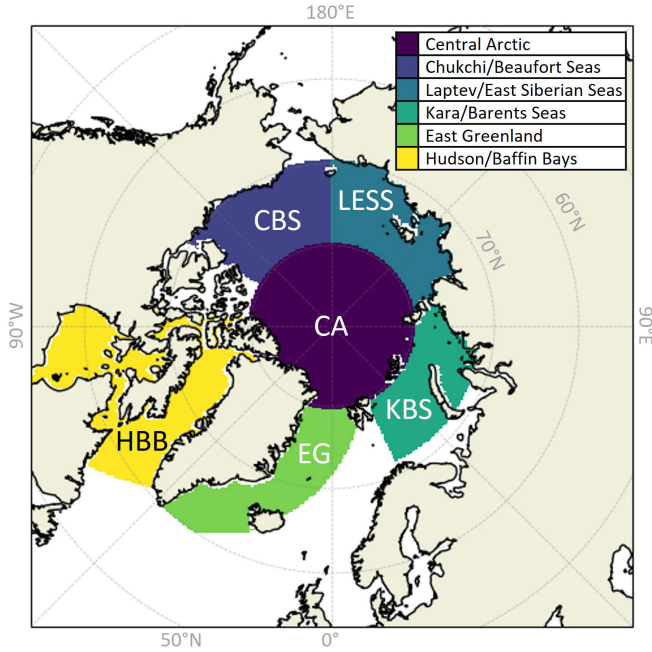 180°E
Central Arctic
Chukchi/Beaufort Seas
Laptev/East Siberian Seas
Kara/Barents Seas
East Greenland
Hudson/Baffin Bays
60°N
70°N
LESS
CBS
CA
90°W
90°E
KBS
HBB
EG
50°N
0°